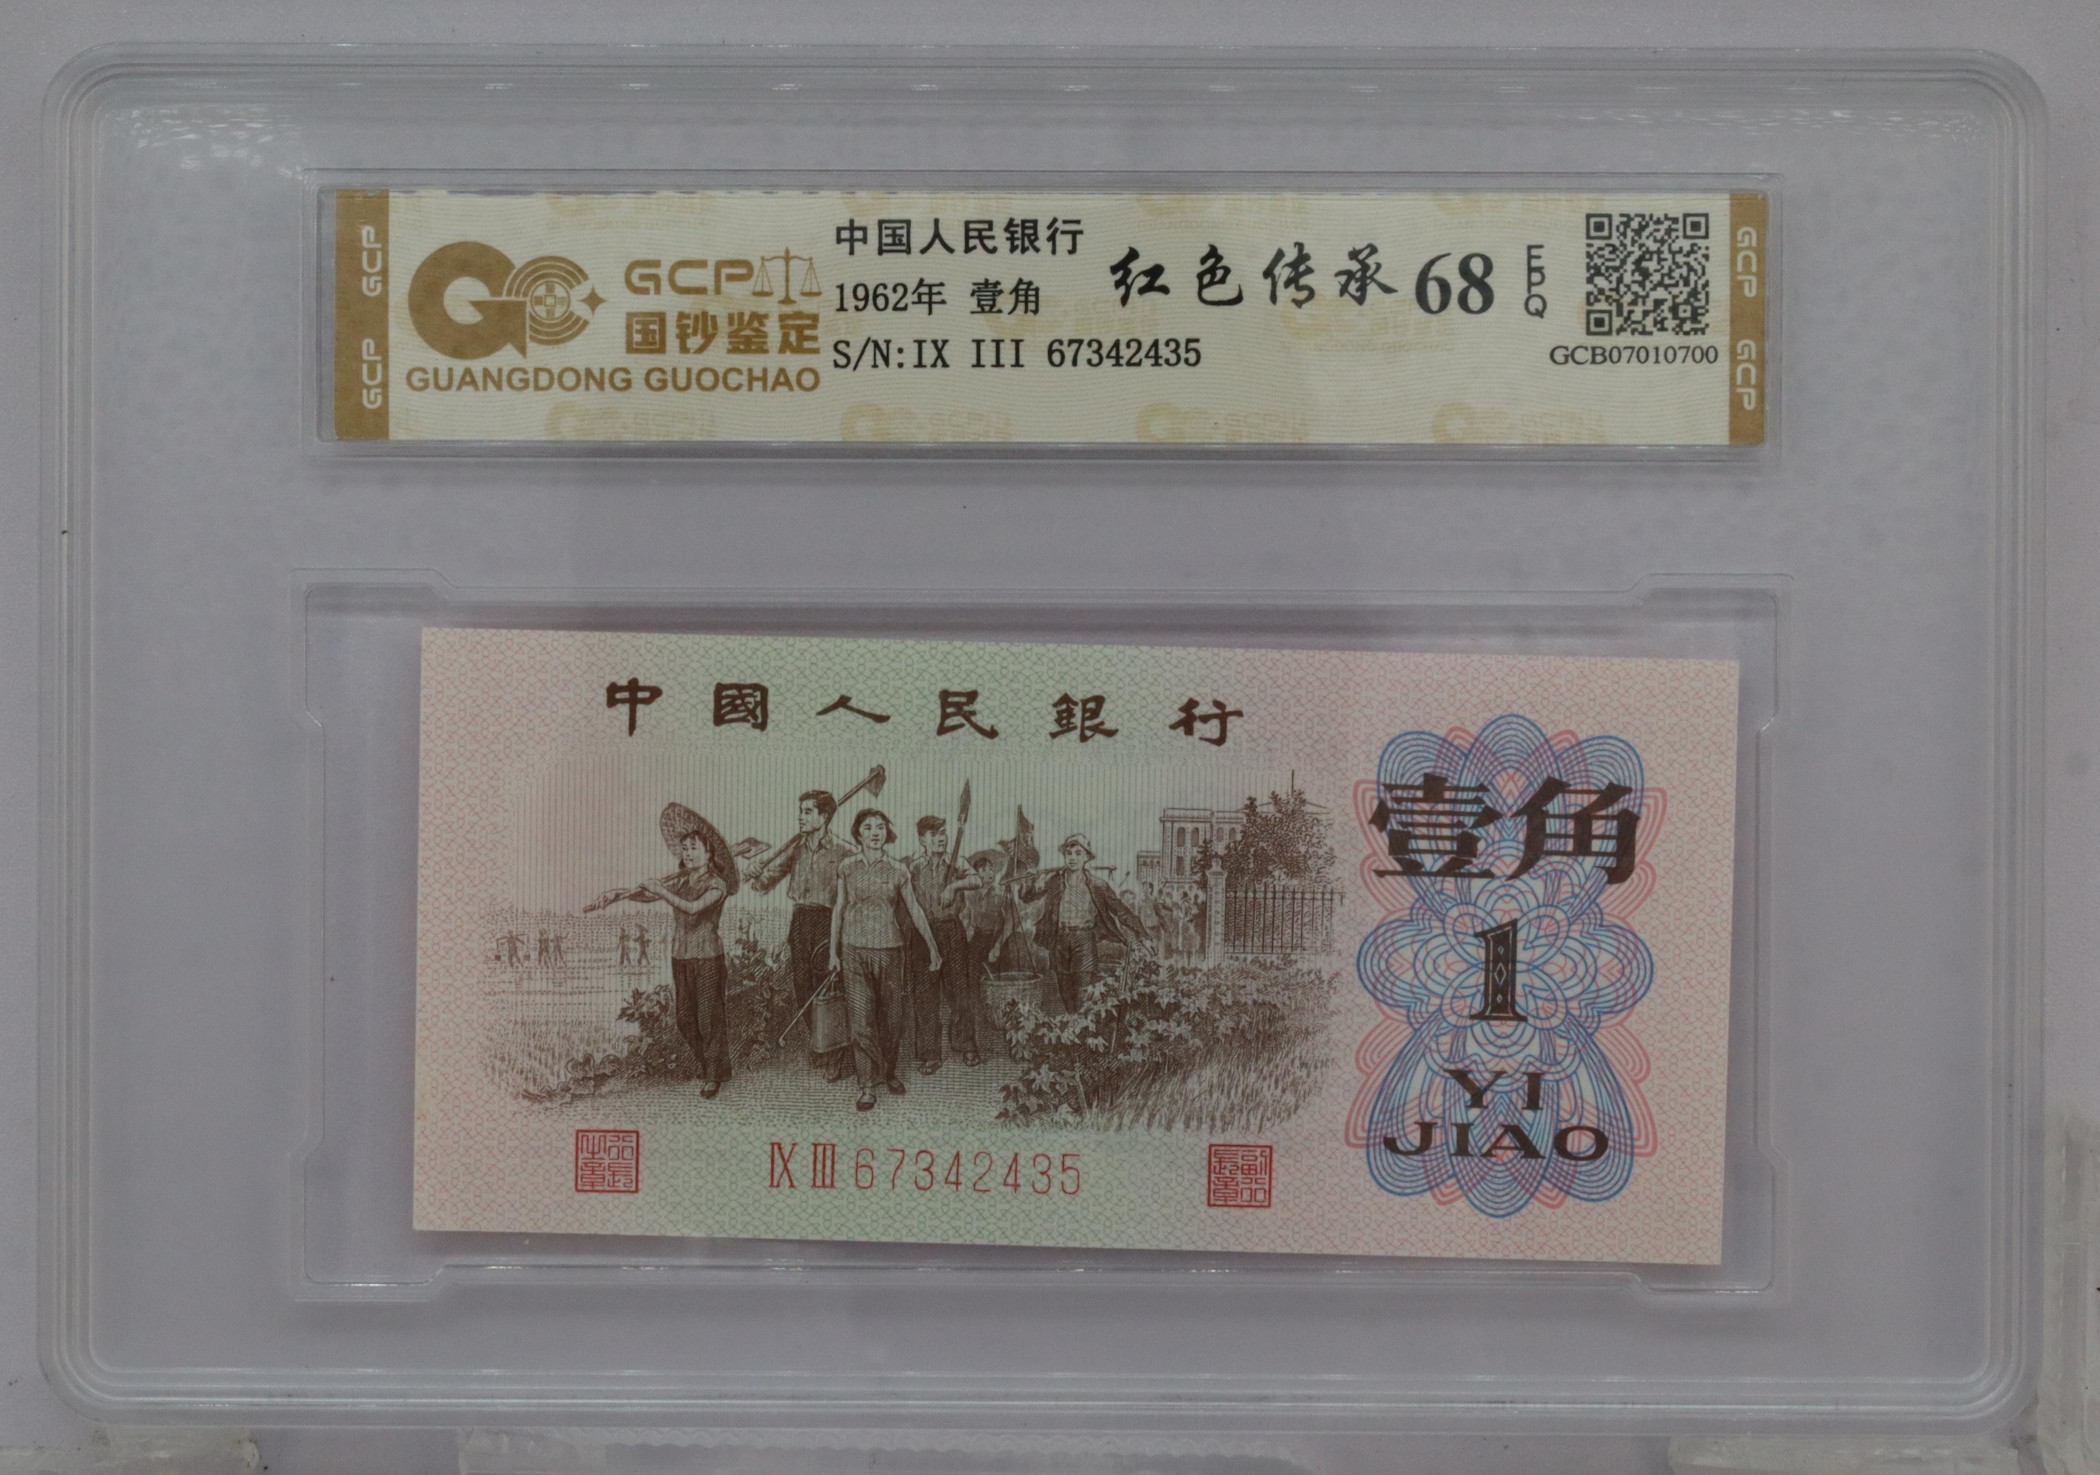 GCP GCP
GCP
国钞鉴定
GUANGDONG GUOCHAO
中国人民银行
1962年 壹角
S/N:IX III 67342435
红色传承 68 EPQ
GCB07010700
GCP GCP
中國人民銀行
壹角
1
YI
JIAO
IX III 67342435